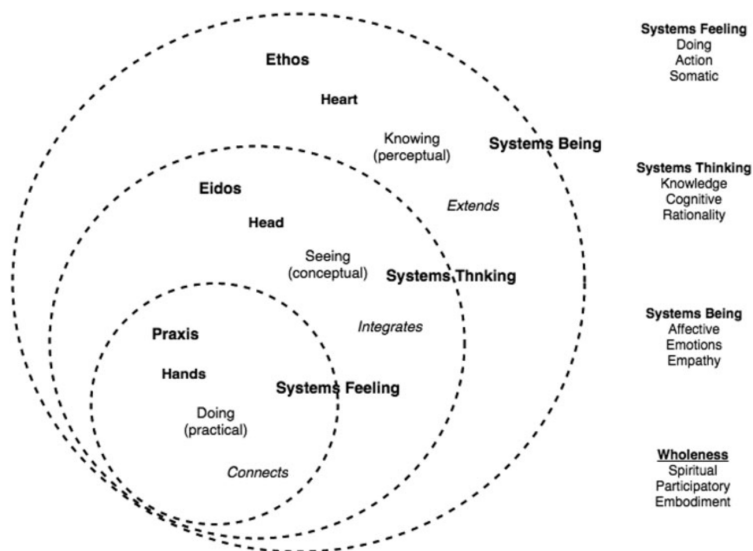 Ethos
Heart
Knowing
(perceptual)
Systems Being
Extends
Eidos
Head
Seeing
(conceptual)
Systems Thnking
Integrates
Praxis
Hands
Systems Feeling
Doing
(practical)
Connects
Systems Feeling
Doing
Action
Somatic
Systems Thinking
Knowledge
Cognitive
Rationality
Systems Being
Affective
Emotions
Empathy
Wholeness
Spiritual
Participatory
Embodiment